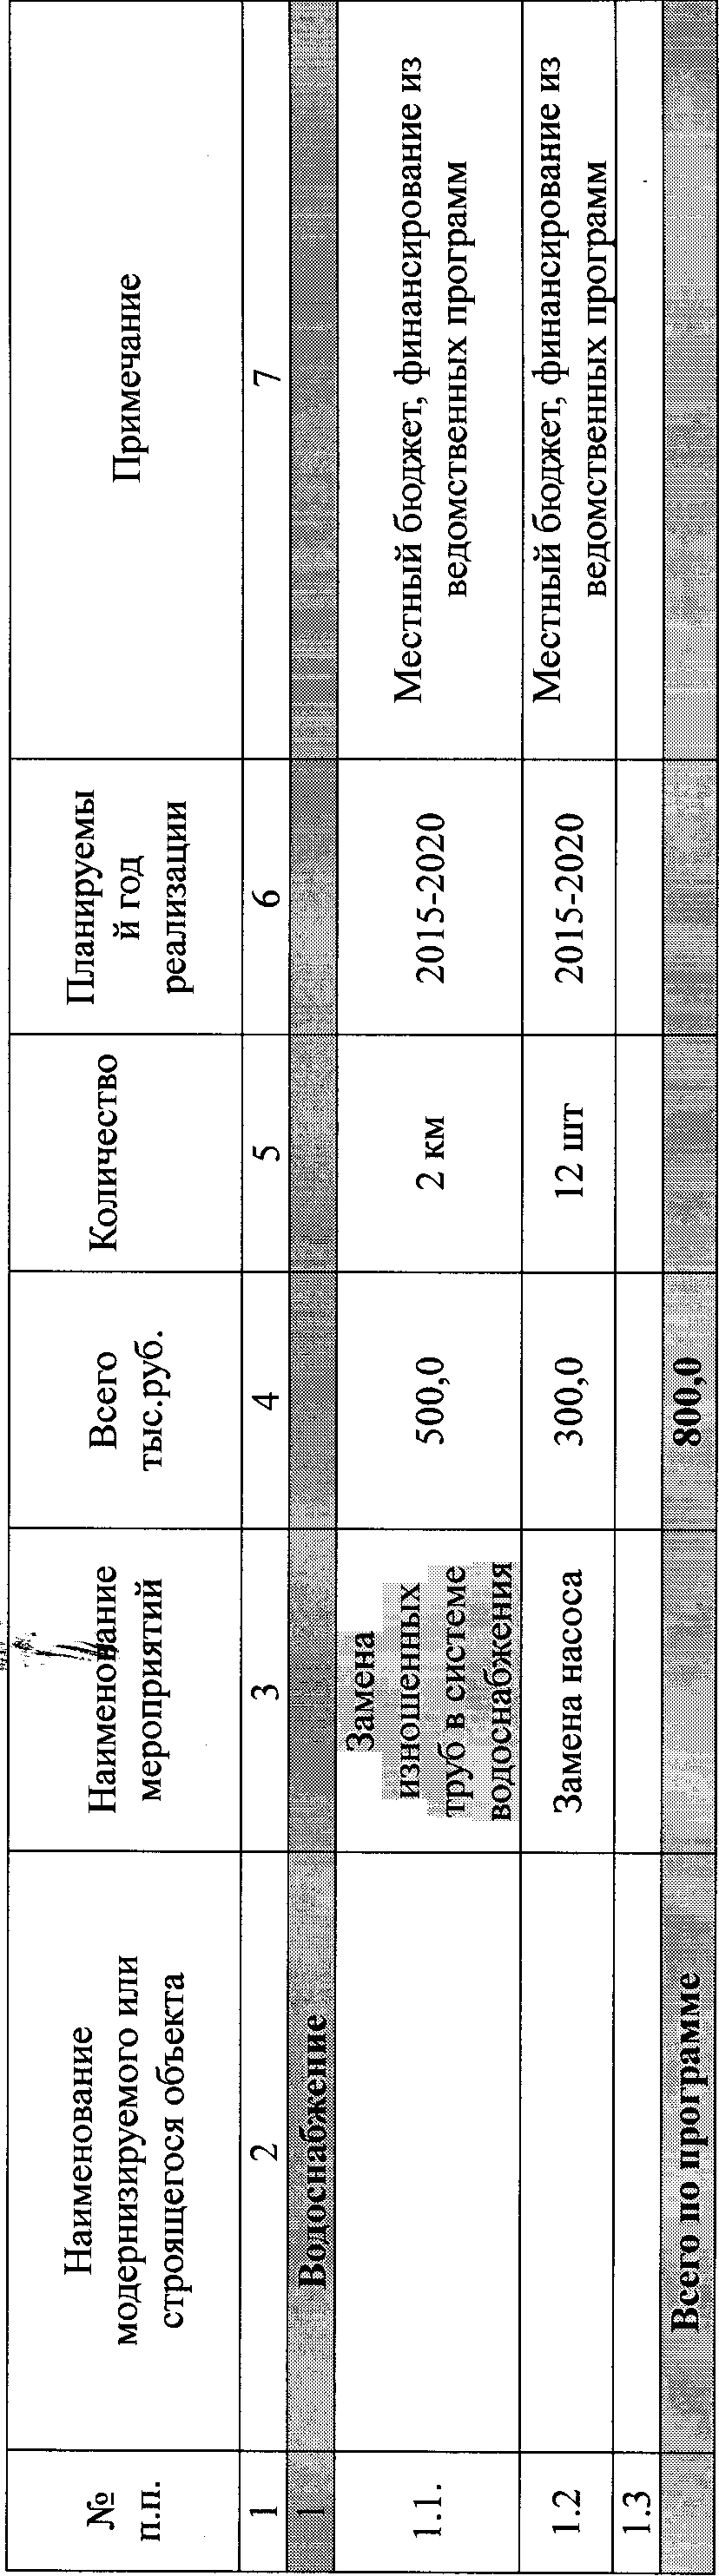 №
п.п.
Наименование
модернизируемого или
строящегося объекта
Наименование
мероприятий
Всего
тыс.руб.
Количество
Планируемы
й год
реализации
Примечание
1
2
3
4
5
6
7
1
Водоснабжение
1.1.
Замена
изношенных
труб в системе
водоснабжения
500,0
2 км
2015-2020
Местный бюджет, финансирование из
ведомственных программ
1.2
Замена насоса
300,0
12 шт
2015-2020
Местный бюджет, финансирование из
ведомственных программ
1.3
Всего по программе
800,0